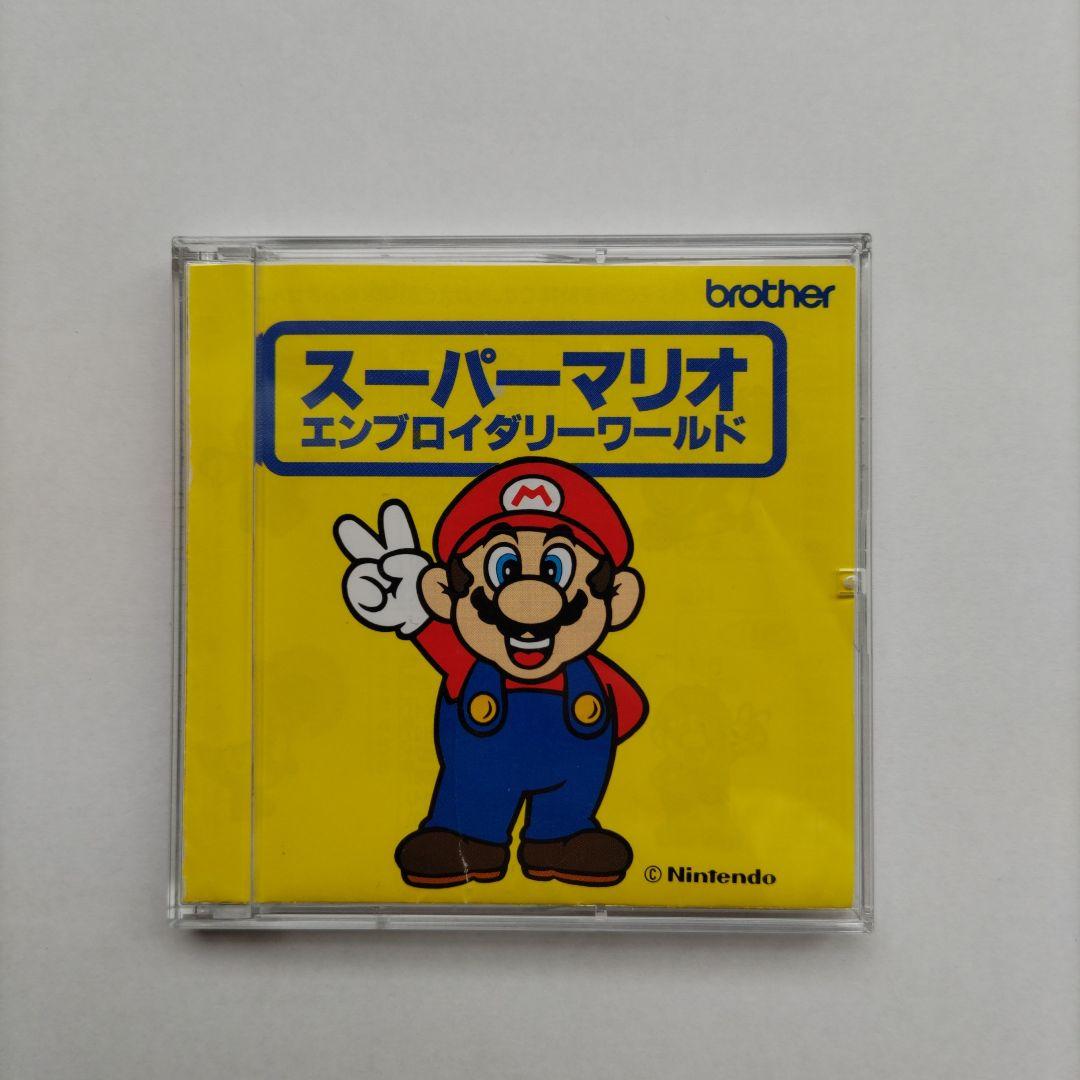 brother
スーパーマリオ
エンブロイダリーワールド
M
© Nintendo